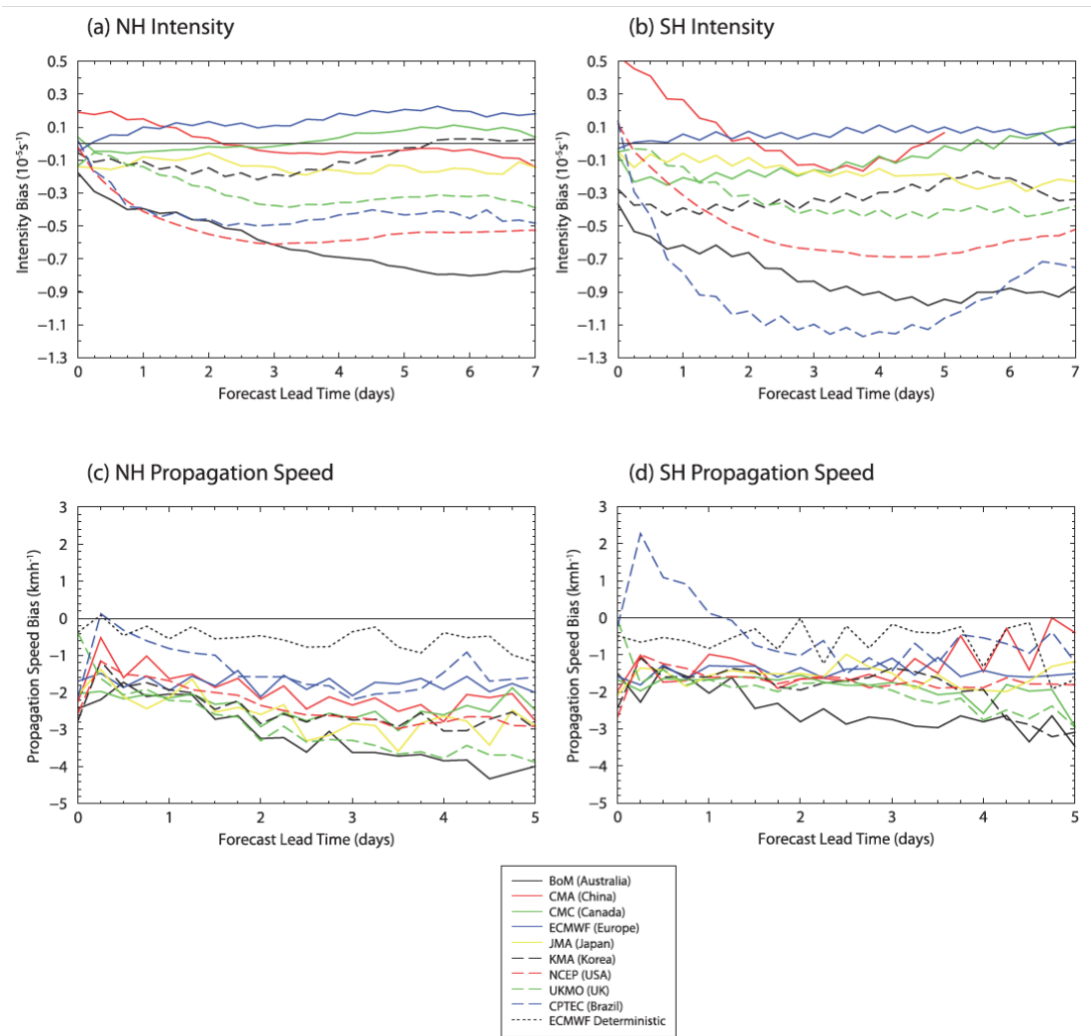 (a) NH Intensity
(b) SH Intensity
0.5
0.3
0.1
−0.1
−0.3
−0.5
−0.7
−0.9
−1.1
−1.3
Intensity Bias (10⁻⁵s⁻¹)
0 1 2 3 4 5 6 7
Forecast Lead Time (days)
0.5
0.3
0.1
−0.1
−0.3
−0.5
−0.7
−0.9
−1.1
−1.3
Intensity Bias (10⁻⁵s⁻¹)
0 1 2 3 4 5 6 7
Forecast Lead Time (days)
(c) NH Propagation Speed
(d) SH Propagation Speed
3
2
1
0
−1
−2
−3
−4
−5
Propagation Speed Bias (kmh⁻¹)
0 1 2 3 4 5
Forecast Lead Time (days)
3
2
1
0
−1
−2
−3
−4
−5
Propagation Speed Bias (kmh⁻¹)
0 1 2 3 4 5
Forecast Lead Time (days)
BoM (Australia)
CMA (China)
CMC (Canada)
ECMWF (Europe)
JMA (Japan)
KMA (Korea)
NCEP (USA)
UKMO (UK)
CPTEC (Brazil)
ECMWF Deterministic